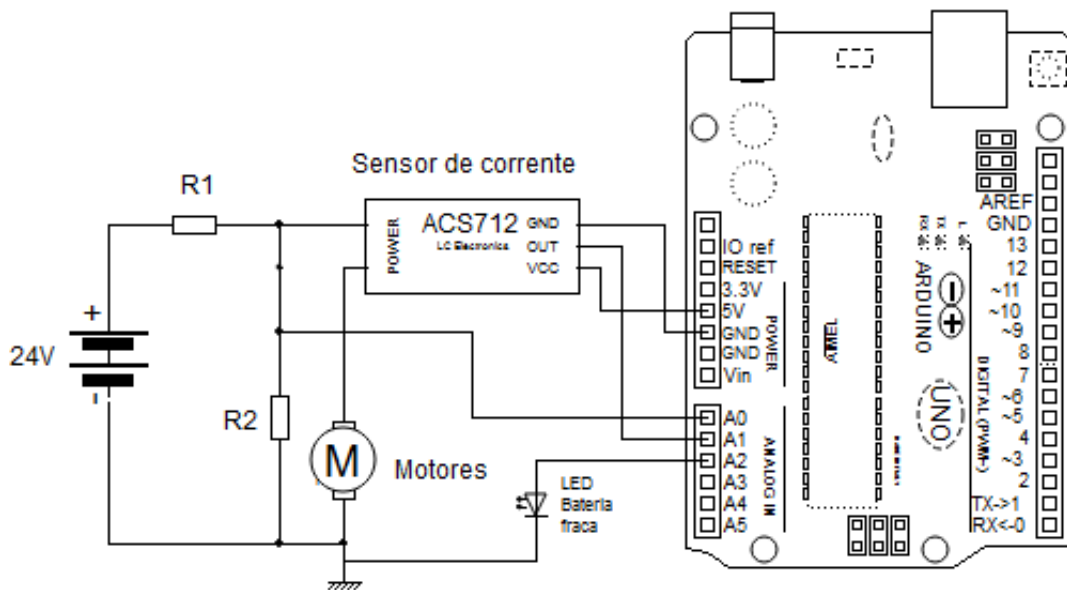 Sensor de corrente
R1
ACS712
LC Electronics
POWER
GND
OUT
VCC
+
24V
-
R2
M
Motores
LED
Bateria
fraca
IO ref
RESET
3.3V
5V
GND
GND
Vin
POWER
A0
A1
A2
A3
A4
A5
ANALOG IN
ATMEL
AREF
GND
13
12
~11
~10
~9
8
7
~6
~5
4
~3
2
TX->1
RX<-0
DIGITAL (PWM~)
L
TX
RX
ARDUINO
UNO